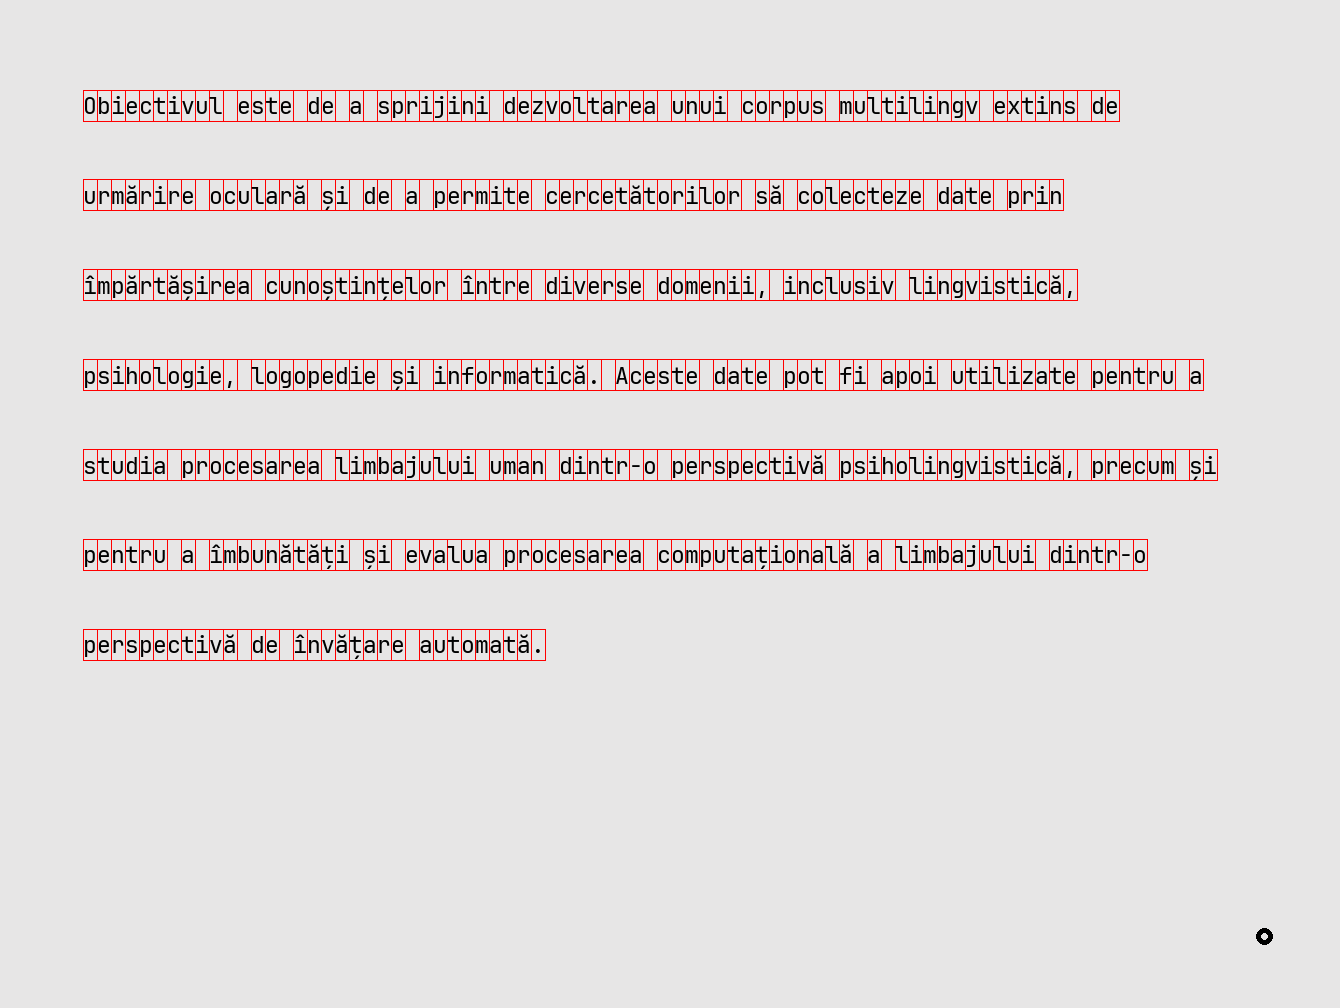 Obiectivul este de a sprijini dezvoltarea unui corpus multilingv extins de
urmărire oculară și de a permite cercetătorilor să colecteze date prin
împărtășirea cunoștințelor între diverse domenii, inclusiv lingvistică,
psihologie, logopedie și informatică. Aceste date pot fi apoi utilizate pentru a
studia procesarea limbajului uman dintr-o perspectivă psiholingvistică, precum și
pentru a îmbunătăți și evalua procesarea computațională a limbajului dintr-o
perspectivă de învățare automată.